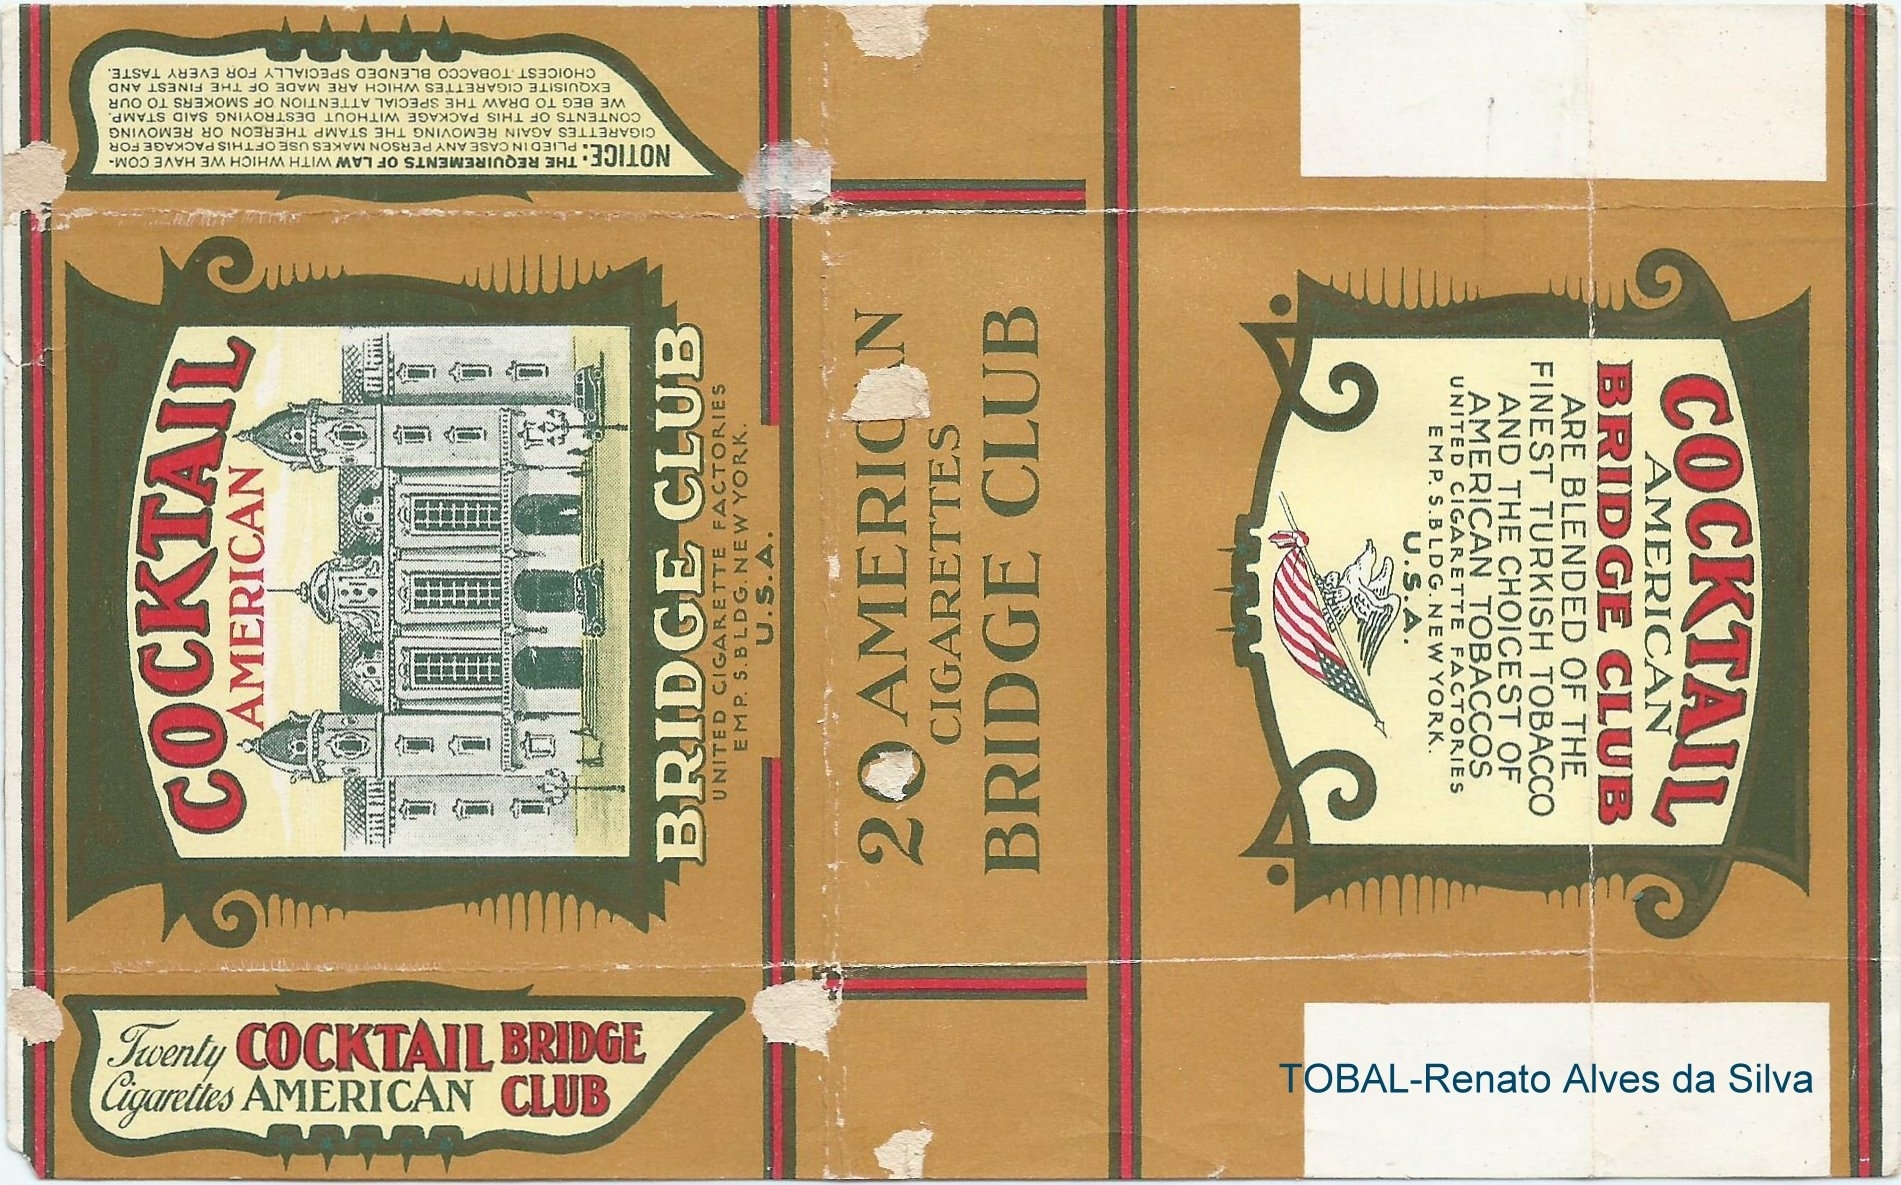 NOTICE: THE REQUIREMENTS OF LAW WITH WHICH WE HAVE COM-
PLIED IN CASE ANY PERSON MAKES USE OF THIS PACKAGE FOR
CIGARETTES AGAIN REMOVING THE STAMP THEREON OR REMOVING
CONTENTS OF THIS PACKAGE WITHOUT DESTROYING SAID STAMP.
WE BEG TO DRAW THE SPECIAL ATTENTION OF SMOKERS TO OUR
EXQUISITE CIGARETTES WHICH ARE MADE OF THE FINEST AND
CHOICEST TOBACCO BLENDED SPECIALLY FOR EVERY TASTE.
COCKTAIL
AMERICAN
BRIDGE CLUB
UNITED CIGARETTE FACTORIES
EMP. S. BLDG. NEW YORK.
U.S.A.
Twenty COCKTAIL BRIDGE
Cigarettes AMERICAN CLUB
20 AMERICAN
CIGARETTES
BRIDGE CLUB
COCKTAIL
AMERICAN
BRIDGE CLUB
ARE BLENDED OF THE
FINEST TURKISH TOBACCO
AND THE CHOICEST OF
AMERICAN TOBACCOS
UNITED CIGARETTE FACTORIES
EMP. S. BLDG. NEW YORK.
U.S.A.
TOBAL-Renato Alves da Silva